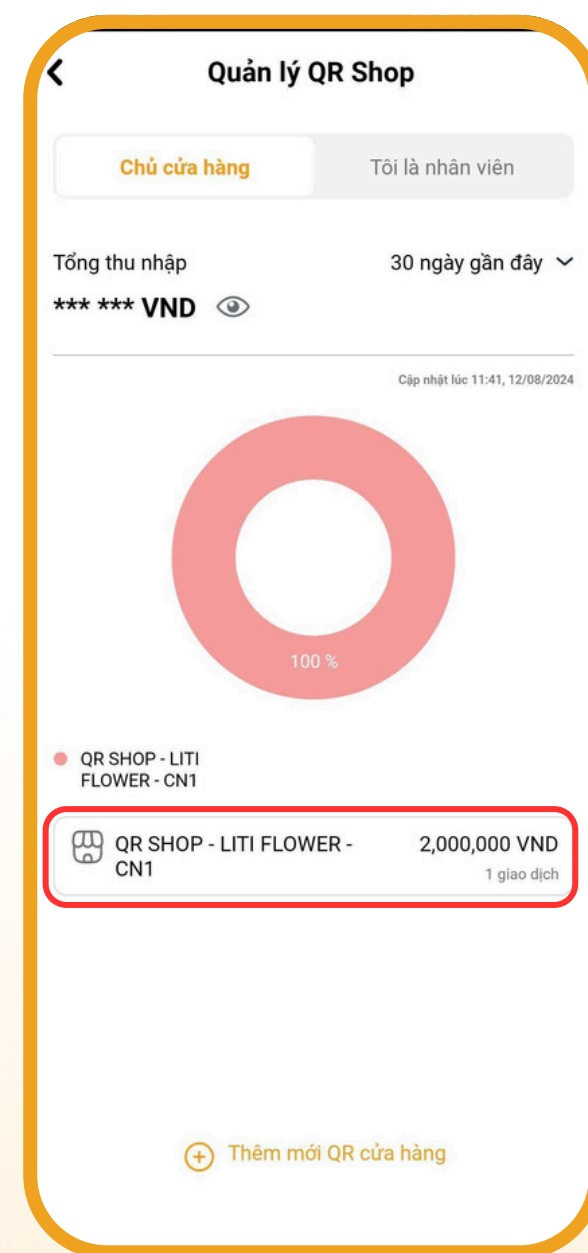 Quản lý QR Shop
Chủ cửa hàng Tôi là nhân viên
Tổng thu nhập 30 ngày gần đây
*** *** VND
Cập nhật lúc 11:41, 12/08/2024
100 %
QR SHOP - LITI
FLOWER - CN1
QR SHOP - LITI FLOWER - 2,000,000 VND
CN1 1 giao dịch
Thêm mới QR cửa hàng